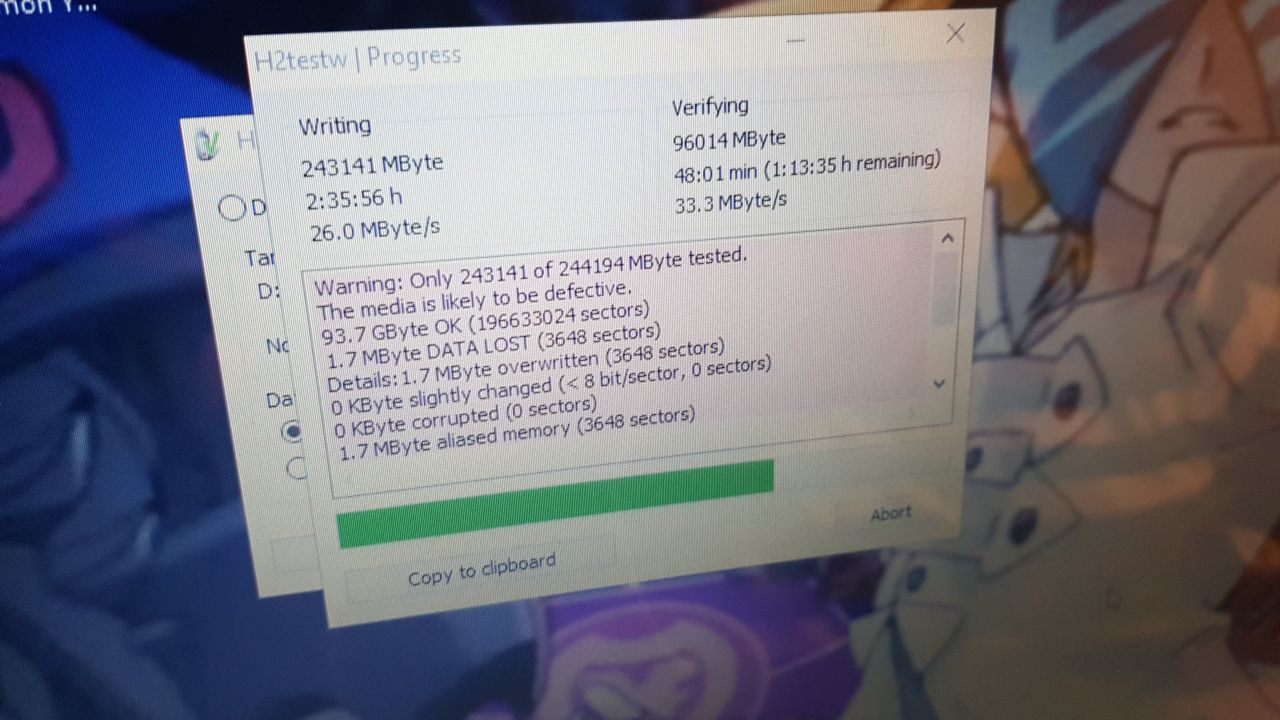 H2testw | Progress
Writing
243141 MByte
2:35:56 h
26.0 MByte/s
Verifying
96014 MByte
48:01 min (1:13:35 h remaining)
33.3 MByte/s
Warning: Only 243141 of 244194 MByte tested.
The media is likely to be defective.
93.7 GByte OK (196633024 sectors)
1.7 MByte DATA LOST (3648 sectors)
Details: 1.7 MByte overwritten (3648 sectors)
0 KByte slightly changed (< 8 bit/sector, 0 sectors)
0 KByte corrupted (0 sectors)
1.7 MByte aliased memory (3648 sectors)
Abort
Copy to clipboard
D: